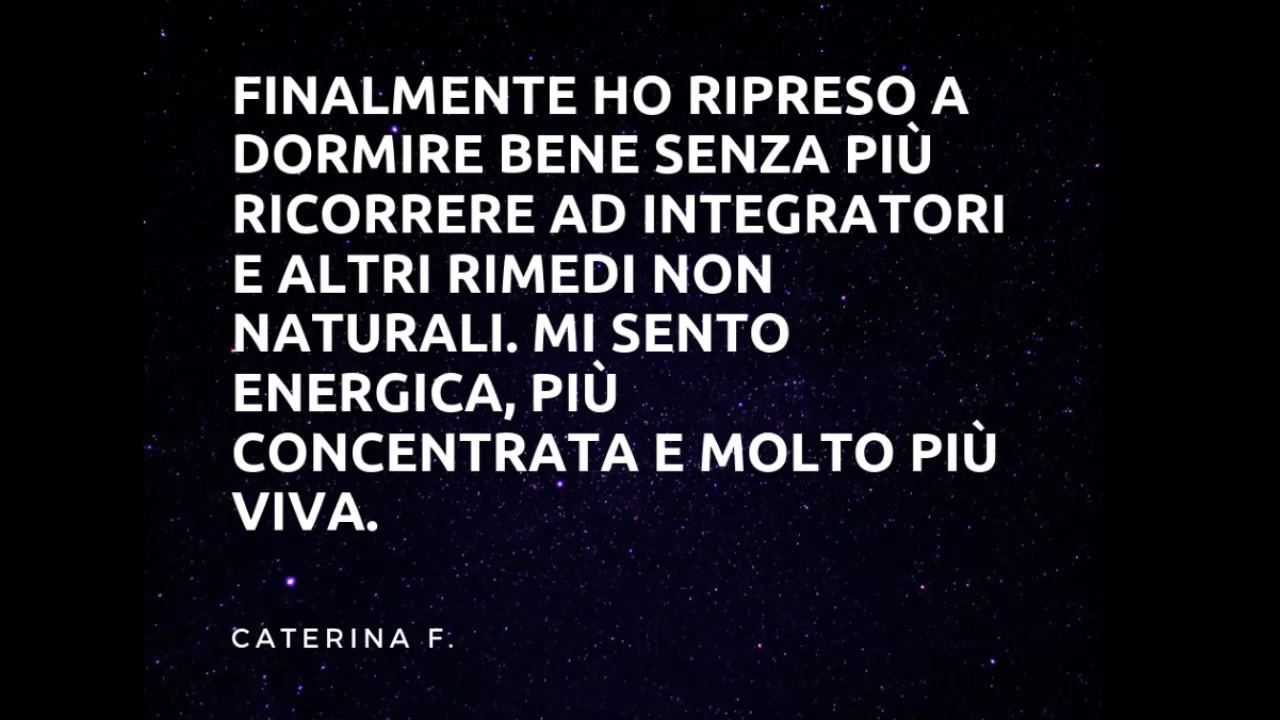 FINALMENTE HO RIPRESO A
DORMIRE BENE SENZA PIÙ
RICORRERE AD INTEGRATORI
E ALTRI RIMEDI NON
NATURALI. MI SENTO
ENERGICA, PIÙ
CONCENTRATA E MOLTO PIÙ
VIVA.
CATERINA F.